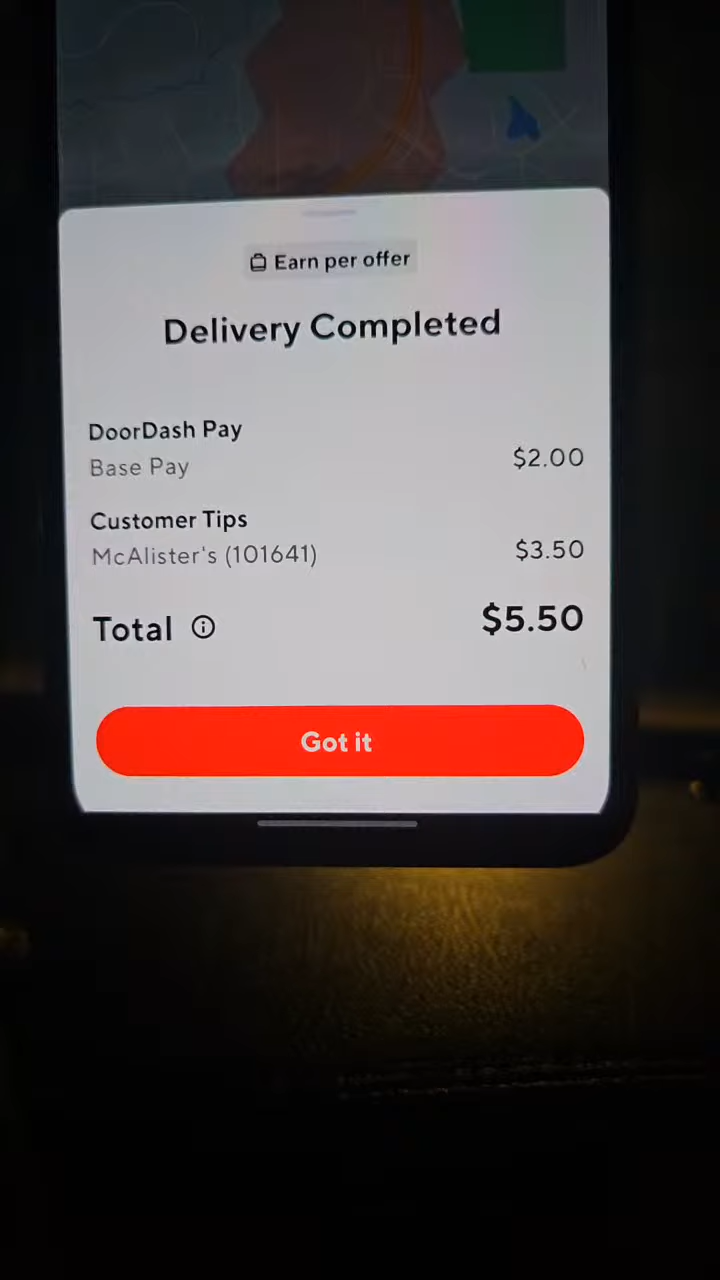 Earn per offer
Delivery Completed
DoorDash Pay
Base Pay $2.00
Customer Tips
McAlister's (101641) $3.50
Total $5.50
Got it